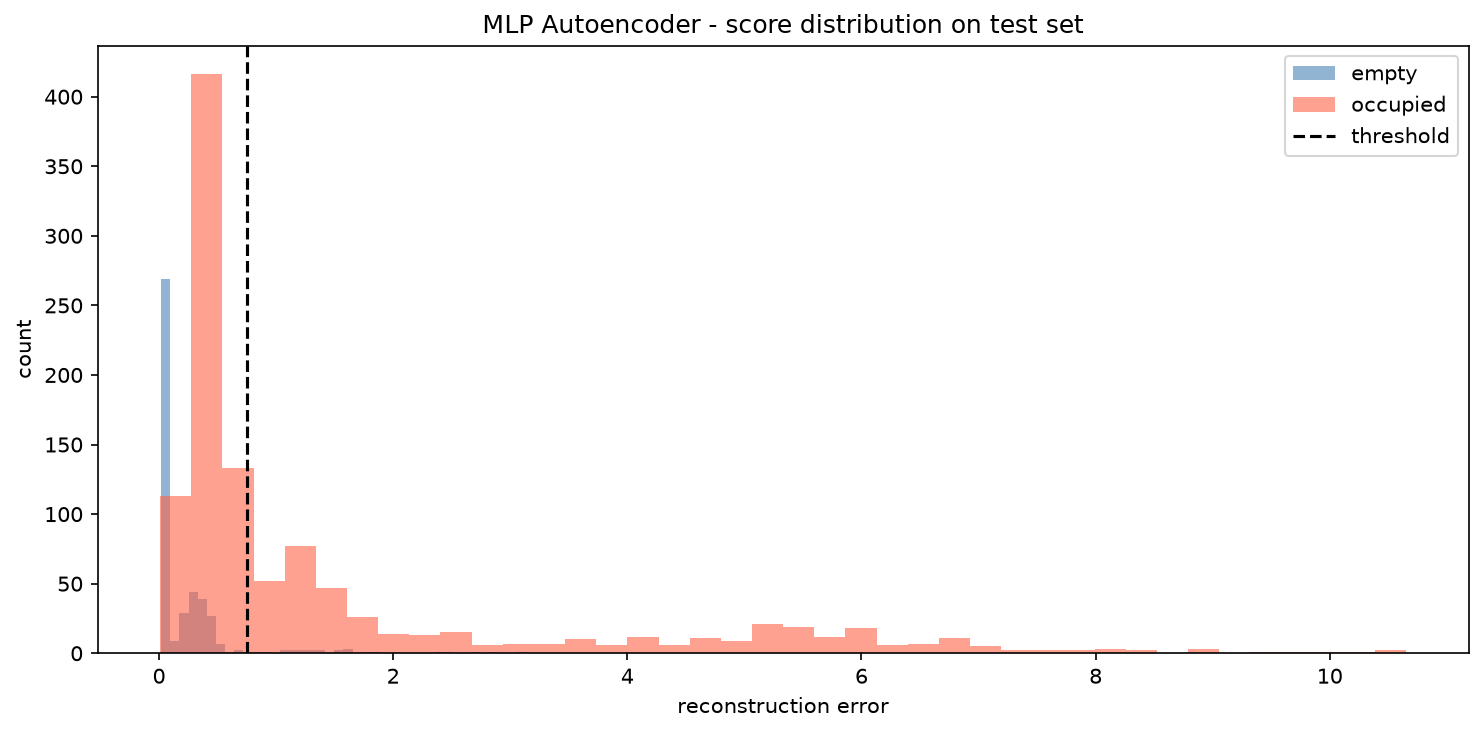 MLP Autoencoder - score distribution on test set
empty
occupied
threshold
count
400
350
300
250
200
150
100
50
0
0 2 4 6 8 10
reconstruction error